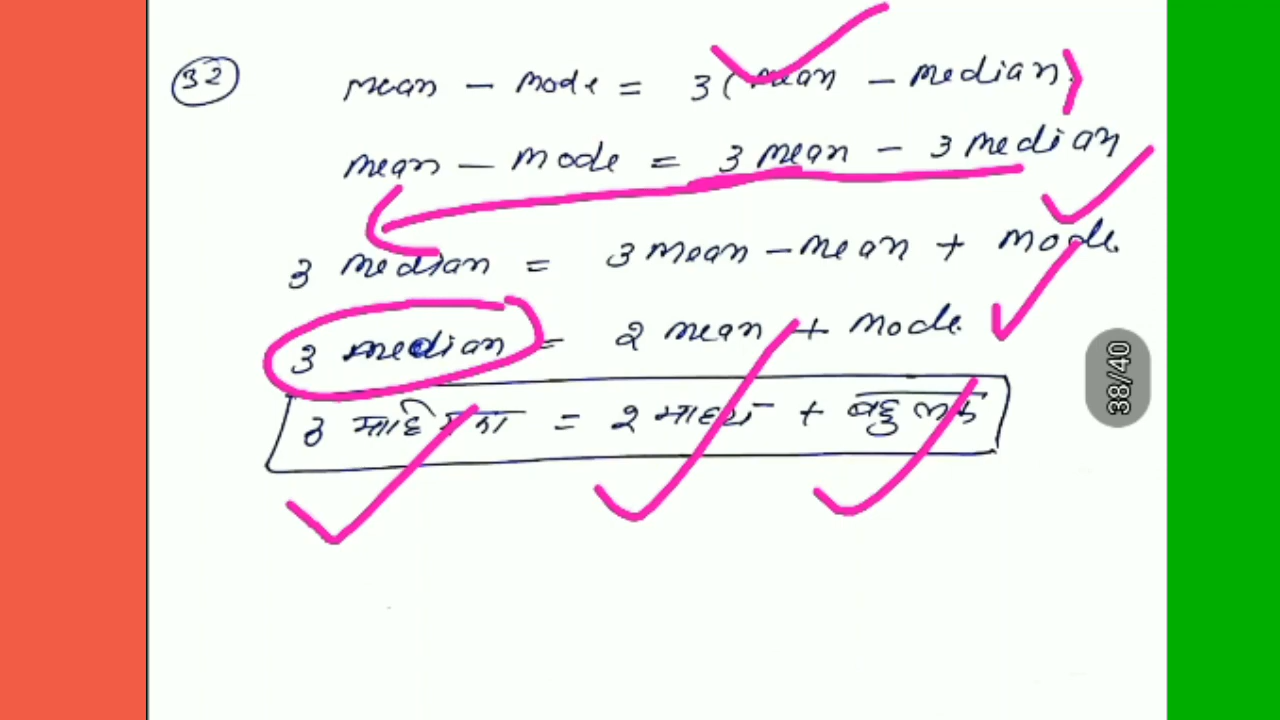 32 mean - mode = 3 (mean - median)
mean - mode = 3 mean - 3 median
3 median = 3 mean - mean + mode
3 median = 2 mean + mode
3 माध्यिका = 2 माध्य + बहुलक
38/40